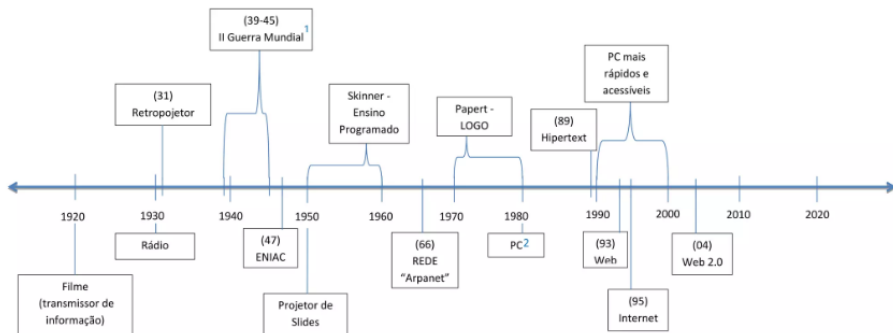 (39-45)
II Guerra Mundial1
(31)
Retropojetor
Skinner -
Ensino
Programado
Papert -
LOGO
(89)
Hipertext
PC mais
rápidos e
acessíveis
1920
1930
1940
1950
1960
1970
1980
1990
2000
2010
2020
Rádio
(47)
ENIAC
(66)
REDE
“Arpanet”
PC2
(93)
Web
(04)
Web 2.0
Filme
(transmissor de
informação)
Projetor de
Slides
(95)
Internet